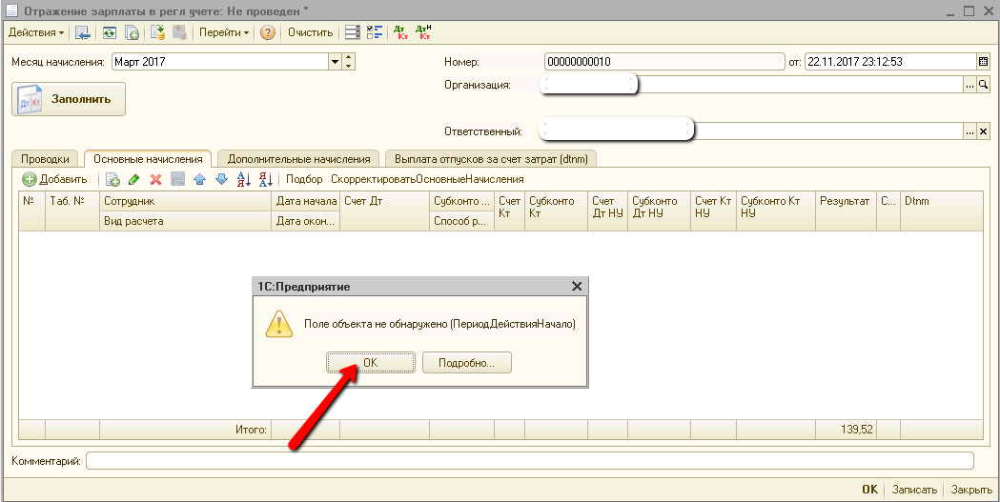 Отражение зарплаты в регл учете: Не проведен *
Действия Перейти ? Очистить Дт Кт Дт Н Кт
Месяц начисления: Март 2017 Номер: 00000000010 от: 22.11.2017 23:12:53
Организация: ...
Дт Кт Заполнить
Ответственный: ... x
Проводки Основные начисления Дополнительные начисления Выплата отпусков за счет затрат (dtnm)
Добавить Подбор СкорректироватьОсновныеНачисления
№ Таб. № Сотрудник Дата начала Счет Дт Субконто ... Счет Кт Субконто Кт Счет Дт НУ Субконто Дт НУ Счет Кт НУ Субконто Кт НУ Результат С... Dtnm
Вид расчета Дата окон... Способ р...
1С:Предприятие
Поле объекта не обнаружено (ПериодДействияНачало)
OK Подробно...
Итого: 139,52
Комментарий:
OK Записать Закрыть